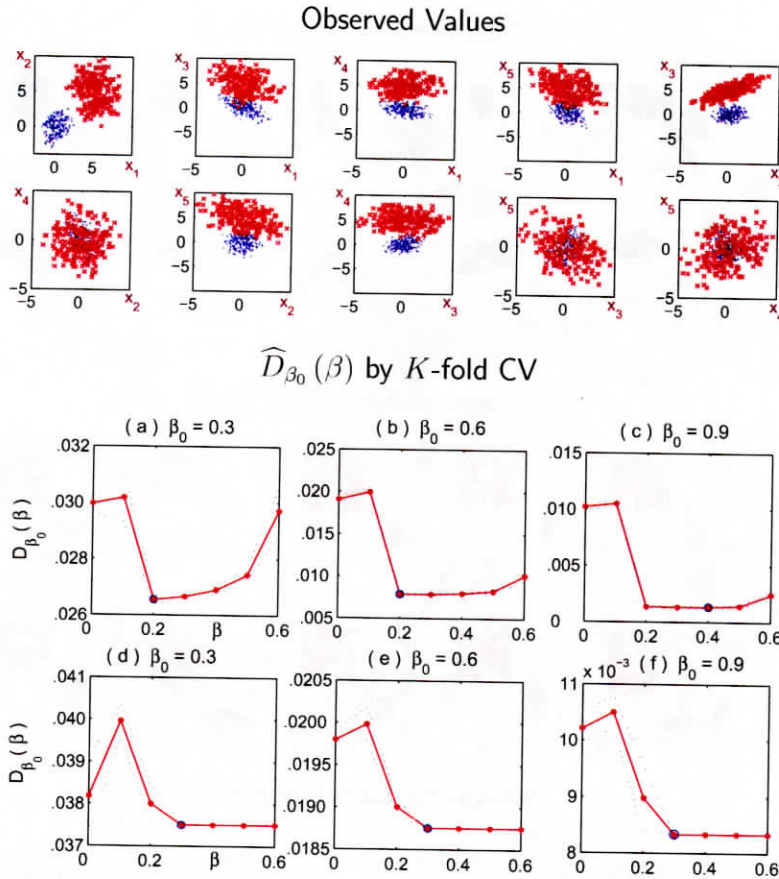 Observed Values
x₂ x₃ x₄ x₅ x₃
5 0 5 0 -5 5 0 -5 5 0 -5 5 0 -5
0 5 x₁ -5 0 x₁ -5 0 x₁ -5 0 x₁ -5 0
x₄ x₅ x₅ x₅
0 -5 5 0 -5 5 0 -5 0 -5 0 -5
-5 0 x₂ -5 0 x₂ -5 0 x₃ -5 0 x₃ -5 0
D̂β₀ (β) by K-fold CV
(a) β₀ = 0.3 (b) β₀ = 0.6 (c) β₀ = 0.9
Dβ₀(β)
.032 .030 .028 .026
.025 .020 .015 .010 .005
.015 .010 .005 0
0 0.2 β 0.6 0 0.2 0.4 0.6 0 0.2 0.4 0.6
(d) β₀ = 0.3 (e) β₀ = 0.6 × 10⁻³ (f) β₀ = 0.9
Dβ₀(β)
.041 .040 .038 .037
.0205 .0200 .0190 .0185
11 10 9 8
0 0.2 β 0.6 0 0.2 0.4 0.6 0 0.2 0.4 0.6